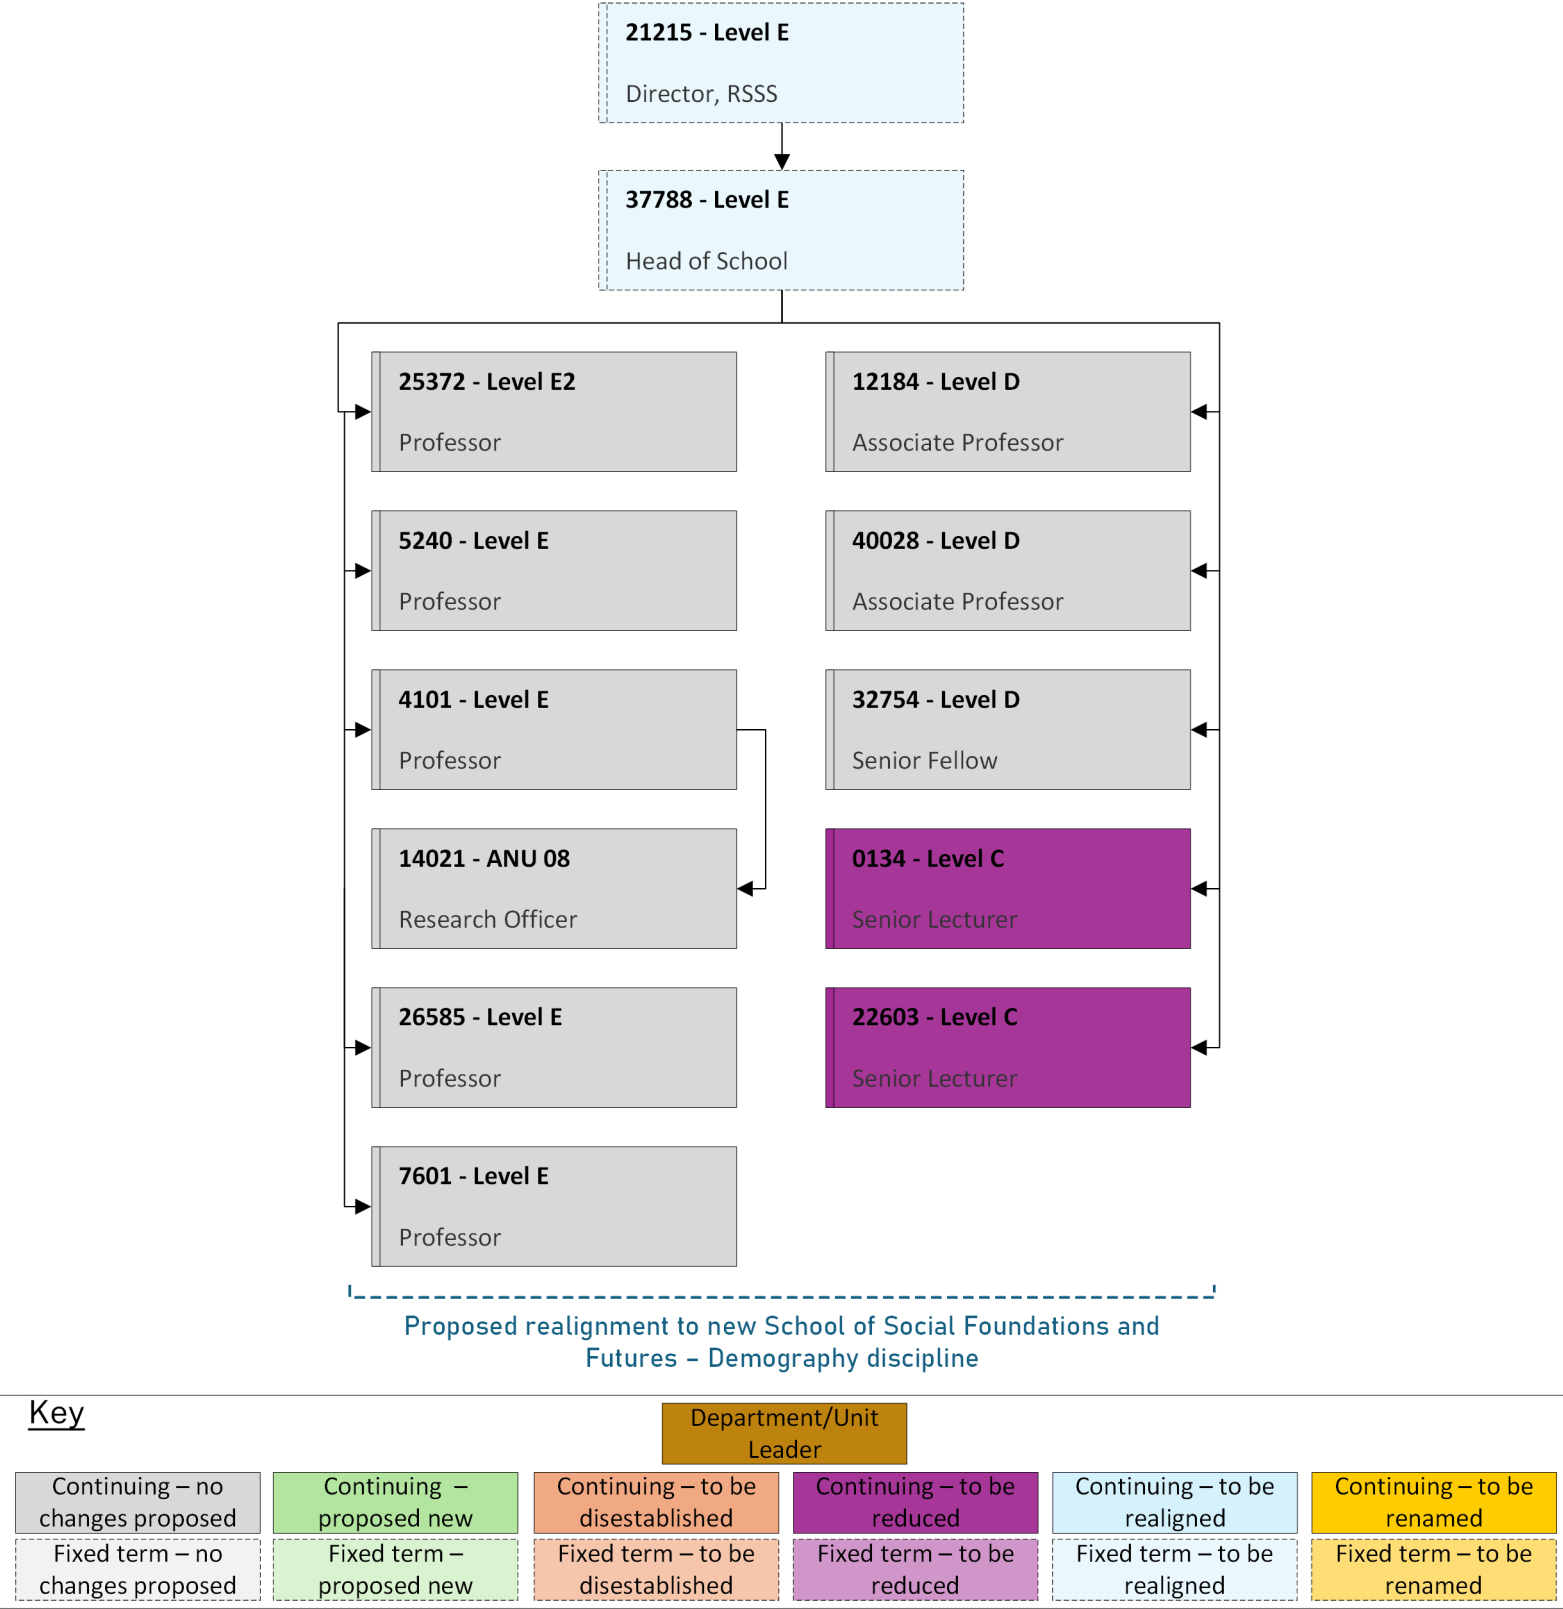 21215 - Level E
Director, RSSS
37788 - Level E
Head of School
25372 - Level E2
Professor
12184 - Level D
Associate Professor
5240 - Level E
Professor
40028 - Level D
Associate Professor
4101 - Level E
Professor
32754 - Level D
Senior Fellow
14021 - ANU 08
Research Officer
0134 - Level C
Senior Lecturer
26585 - Level E
Professor
22603 - Level C
Senior Lecturer
7601 - Level E
Professor
Proposed realignment to new School of Social Foundations and
Futures – Demography discipline
Key
Department/Unit
Leader
Continuing – no
changes proposed
Continuing –
proposed new
Continuing – to be
disestablished
Continuing – to be
reduced
Continuing – to be
realigned
Continuing – to be
renamed
Fixed term – no
changes proposed
Fixed term –
proposed new
Fixed term – to be
disestablished
Fixed term – to be
reduced
Fixed term – to be
realigned
Fixed term – to be
renamed